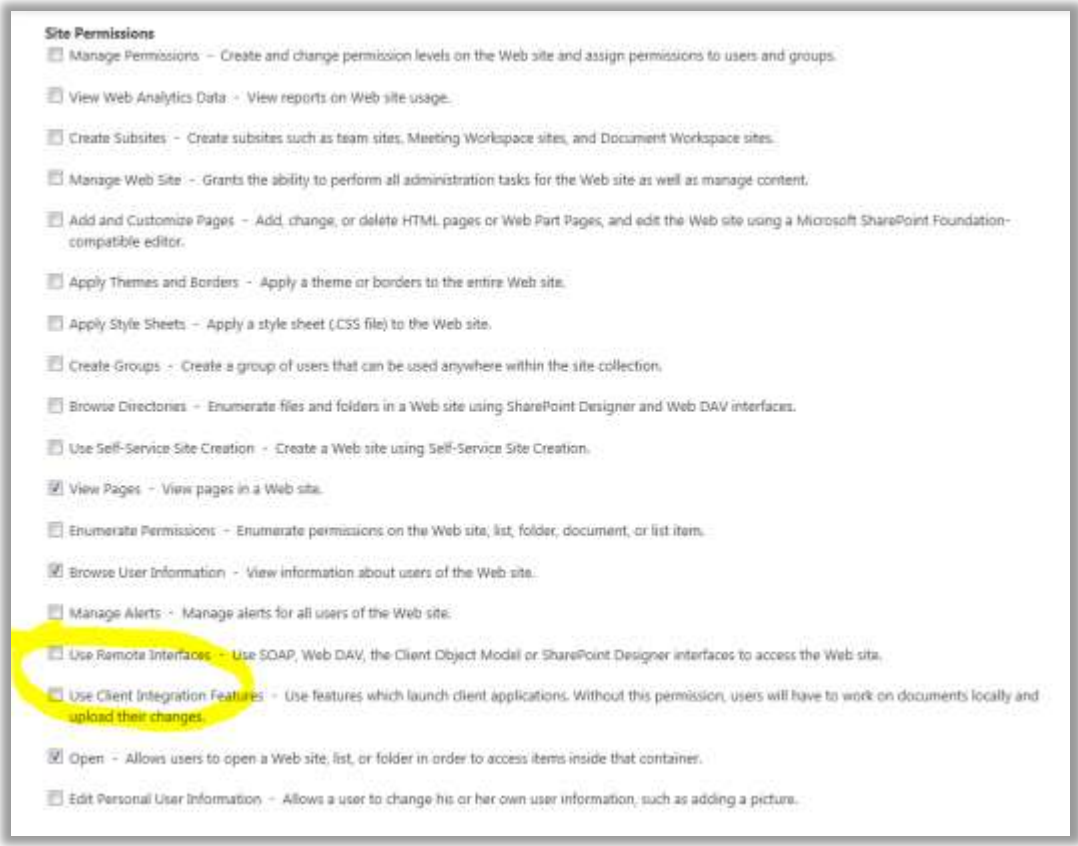 Site Permissions
Manage Permissions - Create and change permission levels on the Web site and assign permissions to users and groups.
View Web Analytics Data - View reports on Web site usage.
Create Subsites - Create subsites such as team sites, Meeting Workspace sites, and Document Workspace sites.
Manage Web Site - Grants the ability to perform all administration tasks for the Web site as well as manage content.
Add and Customize Pages - Add, change, or delete HTML pages or Web Part Pages, and edit the Web site using a Microsoft SharePoint Foundation-
compatible editor.
Apply Themes and Borders - Apply a theme or borders to the entire Web site.
Apply Style Sheets - Apply a style sheet (.CSS file) to the Web site.
Create Groups - Create a group of users that can be used anywhere within the site collection.
Browse Directories - Enumerate files and folders in a Web site using SharePoint Designer and Web DAV interfaces.
Use Self-Service Site Creation - Create a Web site using Self-Service Site Creation.
View Pages - View pages in a Web site.
Enumerate Permissions - Enumerate permissions on the Web site, list, folder, document, or list item.
Browse User Information - View information about users of the Web site.
Manage Alerts - Manage alerts for all users of the Web site.
Use Remote Interfaces - Use SOAP, Web DAV, the Client Object Model or SharePoint Designer interfaces to access the Web site.
Use Client Integration Features - Use features which launch client applications. Without this permission, users will have to work on documents locally and
upload their changes.
Open - Allows users to open a Web site, list, or folder in order to access items inside that container.
Edit Personal User Information - Allows a user to change his or her own user information, such as adding a picture.